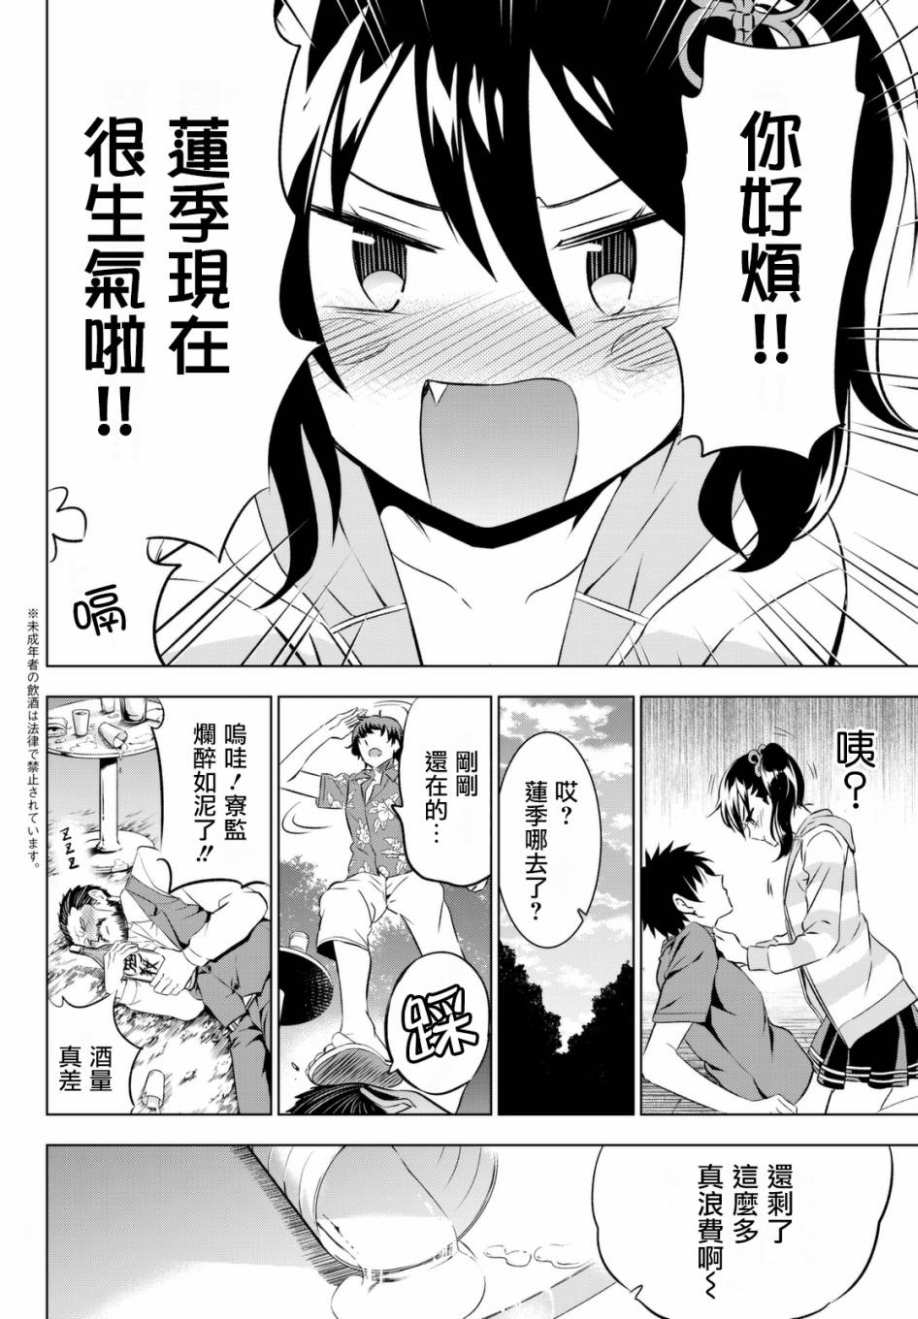 你好煩!!
蓮季現在
很生氣啦!!
嗝
咦?
哎?
蓮季哪去了?
剛剛
還在的…
踩
嗚哇!寮監
爛醉如泥了!!
zzz
酒量
真差
還剩了
這麼多
真浪費啊~
※未成年者の飲酒は法律で禁止されています。